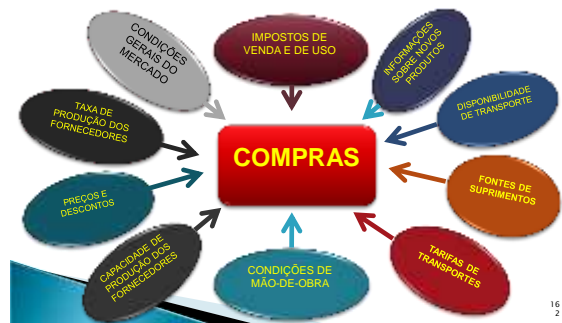 CONDIÇÕES
GERAIS DO
MERCADO
IMPOSTOS DE
VENDA E DE USO
INFORMAÇÕES
SOBRE NOVOS
PRODUTOS
TAXA DE
PRODUÇÃO DOS
FORNECEDORES
DISPONIBILIDADE
DE TRANSPORTE
COMPRAS
PREÇOS E
DESCONTOS
FONTES DE
SUPRIMENTOS
CAPACIDADE DE
PRODUÇÃO DOS
FORNECEDORES
CONDIÇÕES DE
MÃO-DE-OBRA
TARIFAS DE
TRANSPORTES
16
2